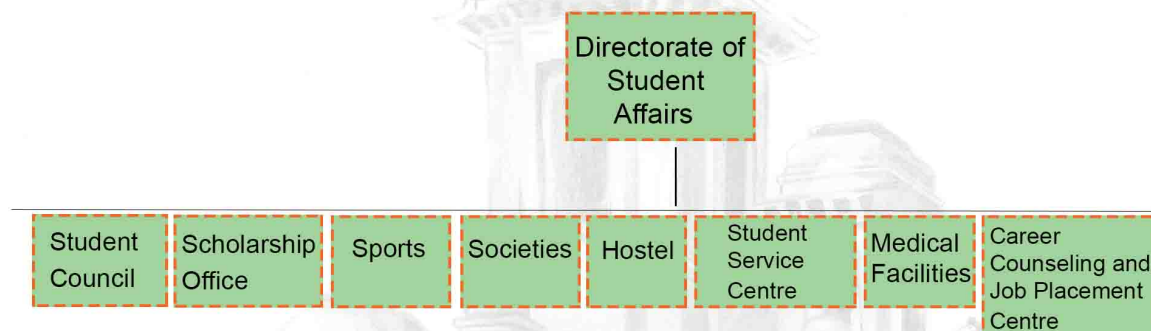 Directorate of
Student
Affairs
Student
Council
Scholarship
Office
Sports
Societies
Hostel
Student
Service
Centre
Medical
Facilities
Career
Counseling and
Job Placement
Centre